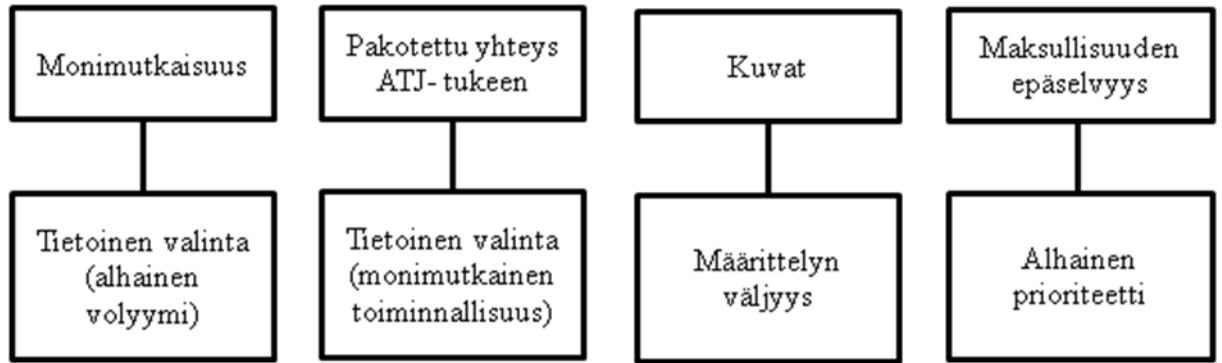 Monimutkaisuus
Pakotettu yhteys
ATJ- tukeen
Kuvat
Maksullisuuden
epäselvyys
Tietoinen valinta
(alhainen
volyymi)
Tietoinen valinta
(monimutkainen
toiminnallisuus)
Määrittelyn
väljyys
Alhainen
prioriteetti